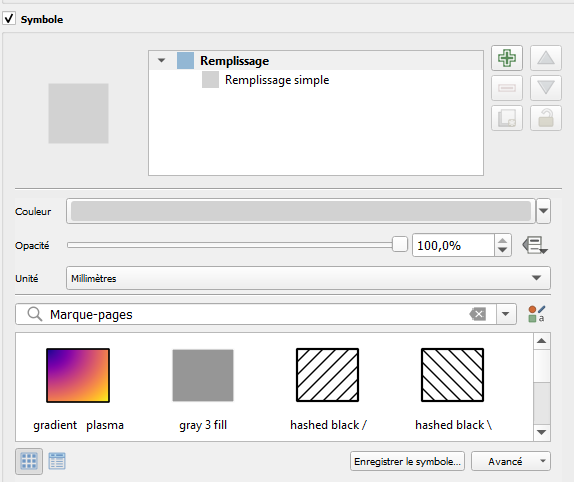 Symbole
Remplissage
Remplissage simple
Couleur
Opacité 100,0%
Unité Millimètres
Marque-pages
a
gradient plasma gray 3 fill hashed black / hashed black \
Enregistrer le symbole... Avancé